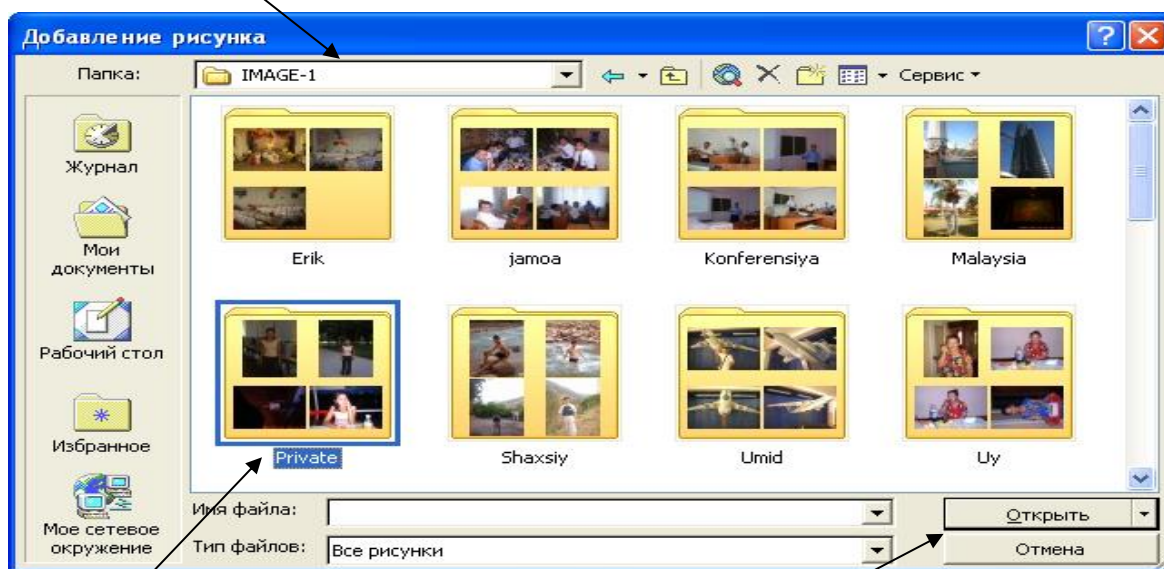 Добавление рисунка
Папка: IMAGE-1 Сервис
Журнал
Мои
документы
Рабочий стол
Избранное
Мое сетевое
окружение
Erik jamoa Konferensiya Malaysia
Private Shaxsiy Umid Uy
Имя файла: Открыть
Тип файлов: Все рисунки Отмена